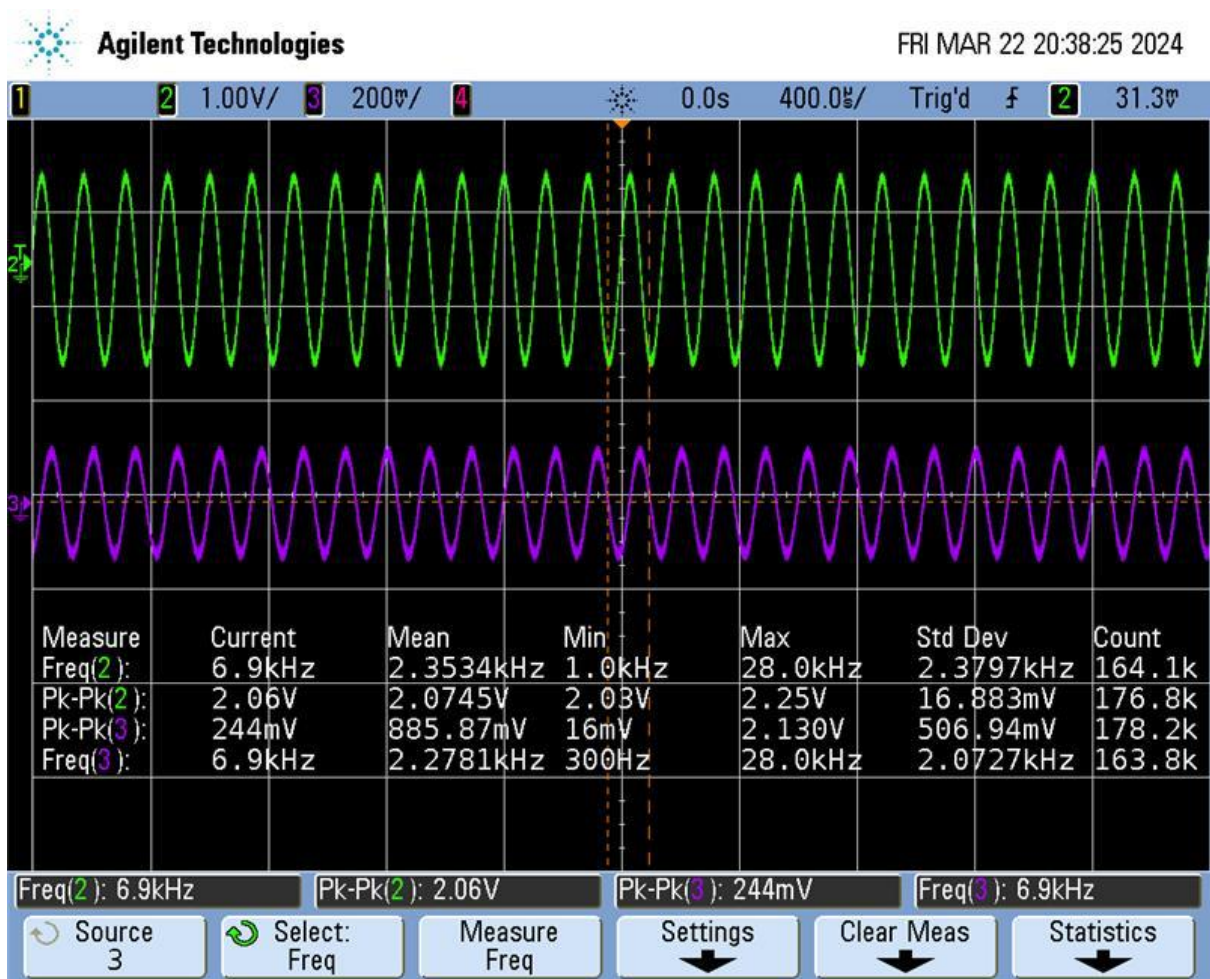 Agilent Technologies FRI MAR 22 20:38:25 2024
1 2 1.00V/ 3 200mV/ 4 0.0s 400.0µs/ Trig'd 2 31.3mV
2
3
Measure Current Mean Min Max Std Dev Count
Freq(2): 6.9kHz 2.3534kHz 1.0kHz 28.0kHz 2.3797kHz 164.1k
Pk-Pk(2): 2.06V 2.0745V 2.03V 2.25V 16.883mV 176.8k
Pk-Pk(3): 244mV 885.87mV 16mV 2.130V 506.94mV 178.2k
Freq(3): 6.9kHz 2.2781kHz 300Hz 28.0kHz 2.0727kHz 163.8k
Freq(2): 6.9kHz Pk-Pk(2): 2.06V Pk-Pk(3): 244mV Freq(3): 6.9kHz
Source Select: Measure Settings Clear Meas Statistics
3 Freq Freq